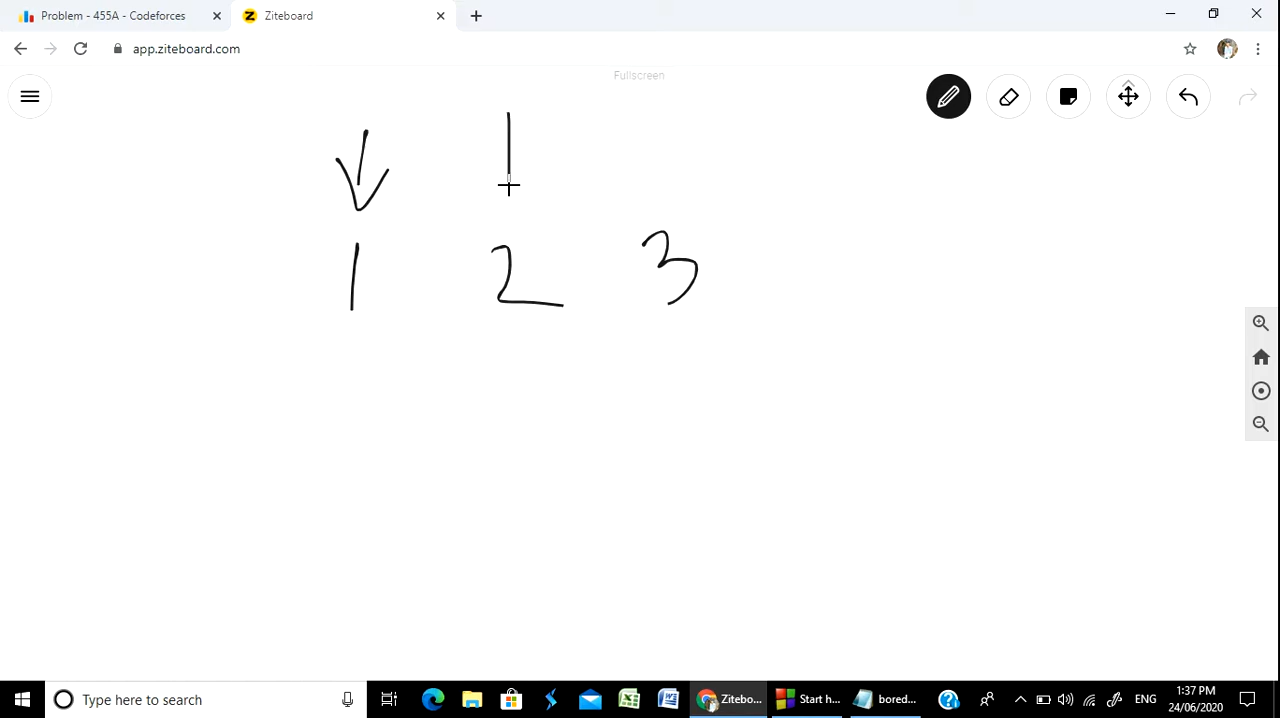 Problem - 455A - Codeforces
Ziteboard
app.ziteboard.com
Fullscreen
1 2 3
Type here to search
Zitebo...
Start h...
bored...
ENG
1:37 PM
24/06/2020